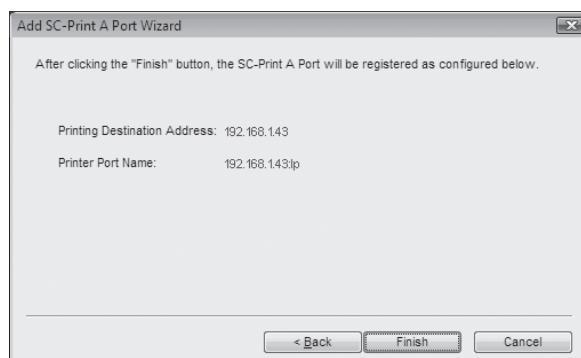 Add SC-Print A Port Wizard
After clicking the "Finish" button, the SC-Print A Port will be registered as configured below.
Printing Destination Address: 192.168.1.43
Printer Port Name: 192.168.1.43:lp
< Back Finish Cancel